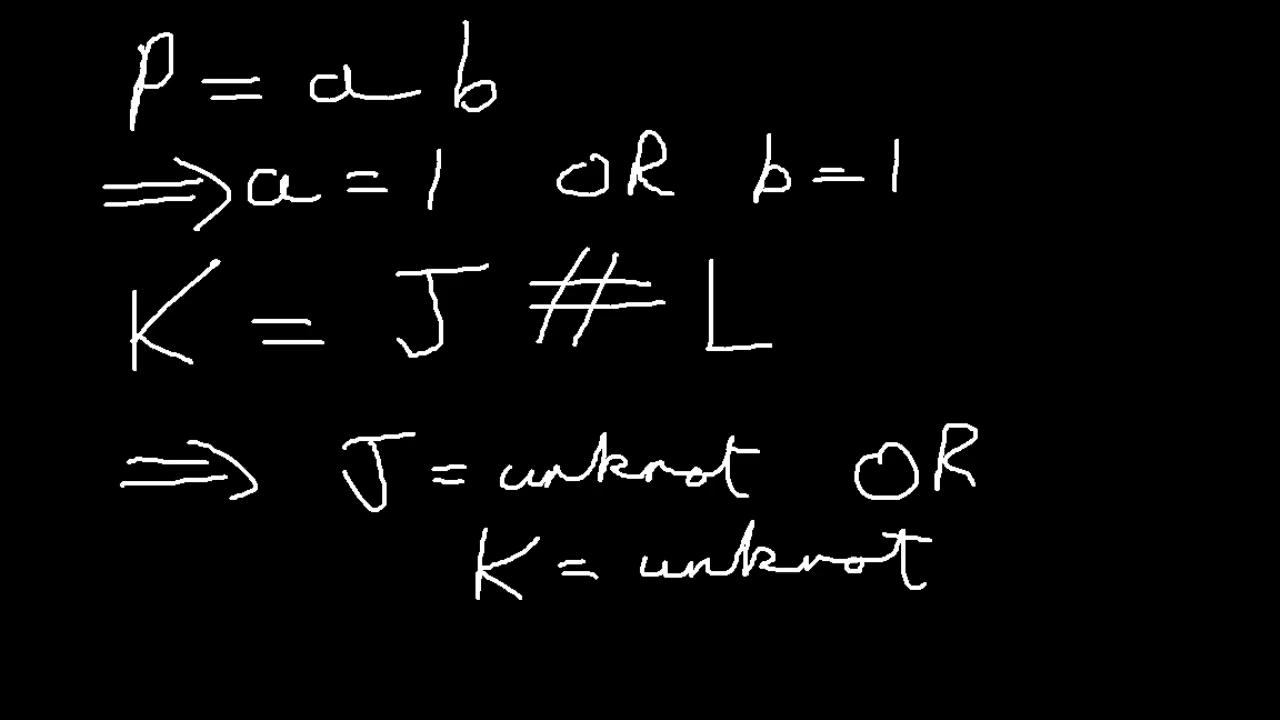 P = a b
⟹ a = 1 OR b = 1
K = J # L
⟹ J = unknot OR
K = unknot